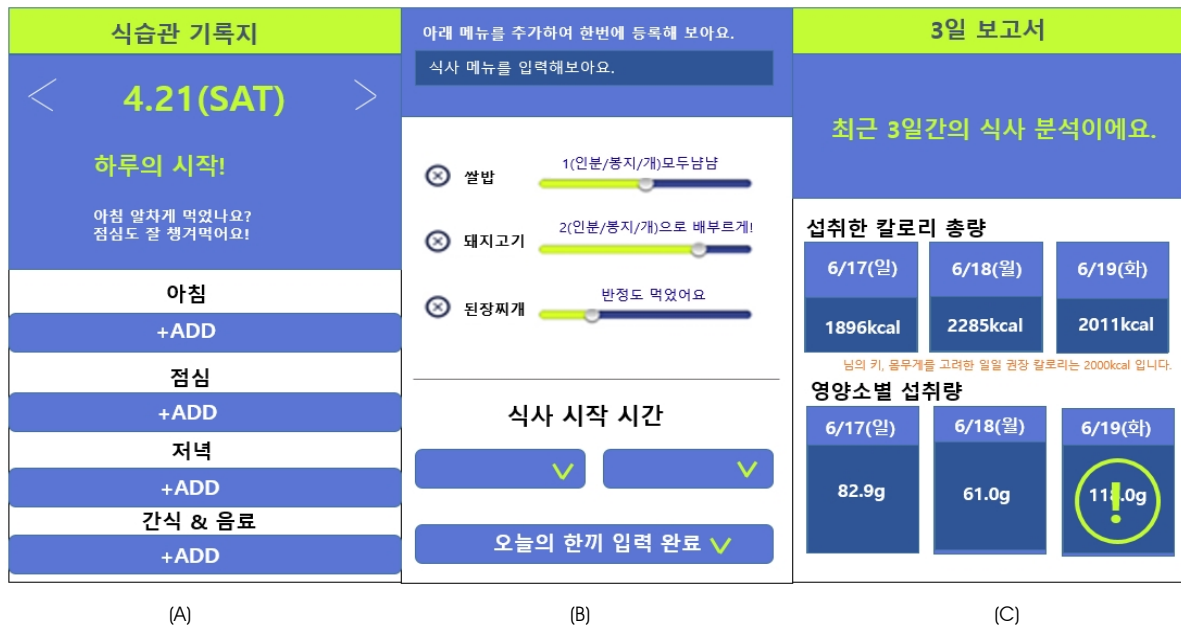 식습관 기록지
4.21(SAT)
하루의 시작!
아침 알차게 먹었나요?
점심도 잘 챙겨먹어요!
아침
+ADD
점심
+ADD
저녁
+ADD
간식 & 음료
+ADD
(A)
아래 메뉴를 추가하여 한번에 등록해 보아요.
식사 메뉴를 입력해보아요.
쌀밥
1(인분/봉지/개)모두냠냠
돼지고기
2(인분/봉지/개)으로 배부르게!
된장찌개
반정도 먹었어요
식사 시작 시간
오늘의 한끼 입력 완료
(B)
3일 보고서
최근 3일간의 식사 분석이에요.
섭취한 칼로리 총량
6/17(일) 6/18(월) 6/19(화)
1896kcal 2285kcal 2011kcal
님의 키, 몸무게를 고려한 일일 권장 칼로리는 2000kcal 입니다.
영양소별 섭취량
6/17(일) 6/18(월) 6/19(화)
82.9g 61.0g 118.0g
!
(C)